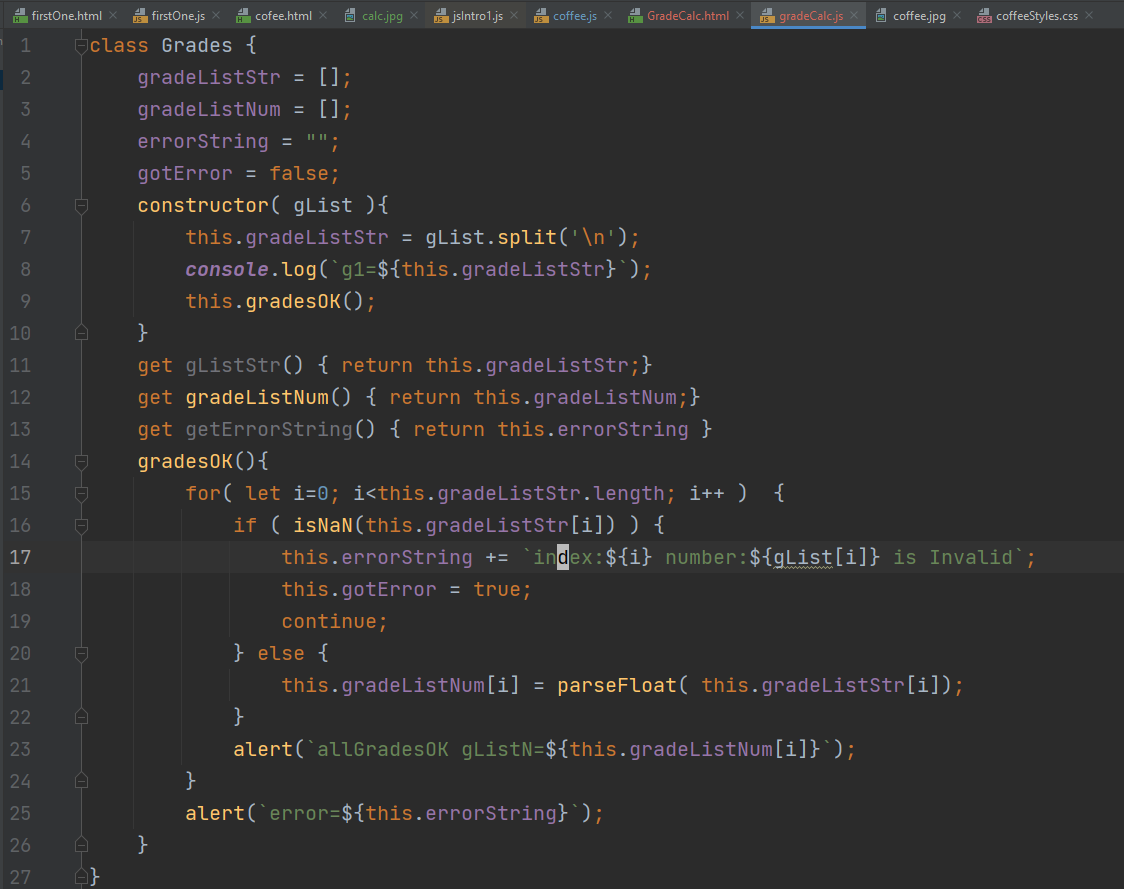 firstOne.html firstOne.js cofee.html calc.jpg jsIntro1.js coffee.js GradeCalc.html gradeCalc.js coffee.jpg coffeeStyles.css
1 class Grades {
2 gradeListStr = [];
3 gradeListNum = [];
4 errorString = "";
5 gotError = false;
6 constructor( gList ){
7 this.gradeListStr = gList.split('\n');
8 console.log(`g1=${this.gradeListStr}`);
9 this.gradesOK();
10 }
11 get gListStr() { return this.gradeListStr;}
12 get gradeListNum() { return this.gradeListNum;}
13 get getErrorString() { return this.errorString }
14 gradesOK(){
15 for( let i=0; i<this.gradeListStr.length; i++ )  {
16 if ( isNaN(this.gradeListStr[i]) ) {
17 this.errorString += `index:${i} number:${gList[i]} is Invalid`;
18 this.gotError = true;
19 continue;
20 } else {
21 this.gradeListNum[i] = parseFloat( this.gradeListStr[i]);
22 }
23 alert(`allGradesOK gListN=${this.gradeListNum[i]}`);
24 }
25 alert(`error=${this.errorString}`);
26 }
27 }